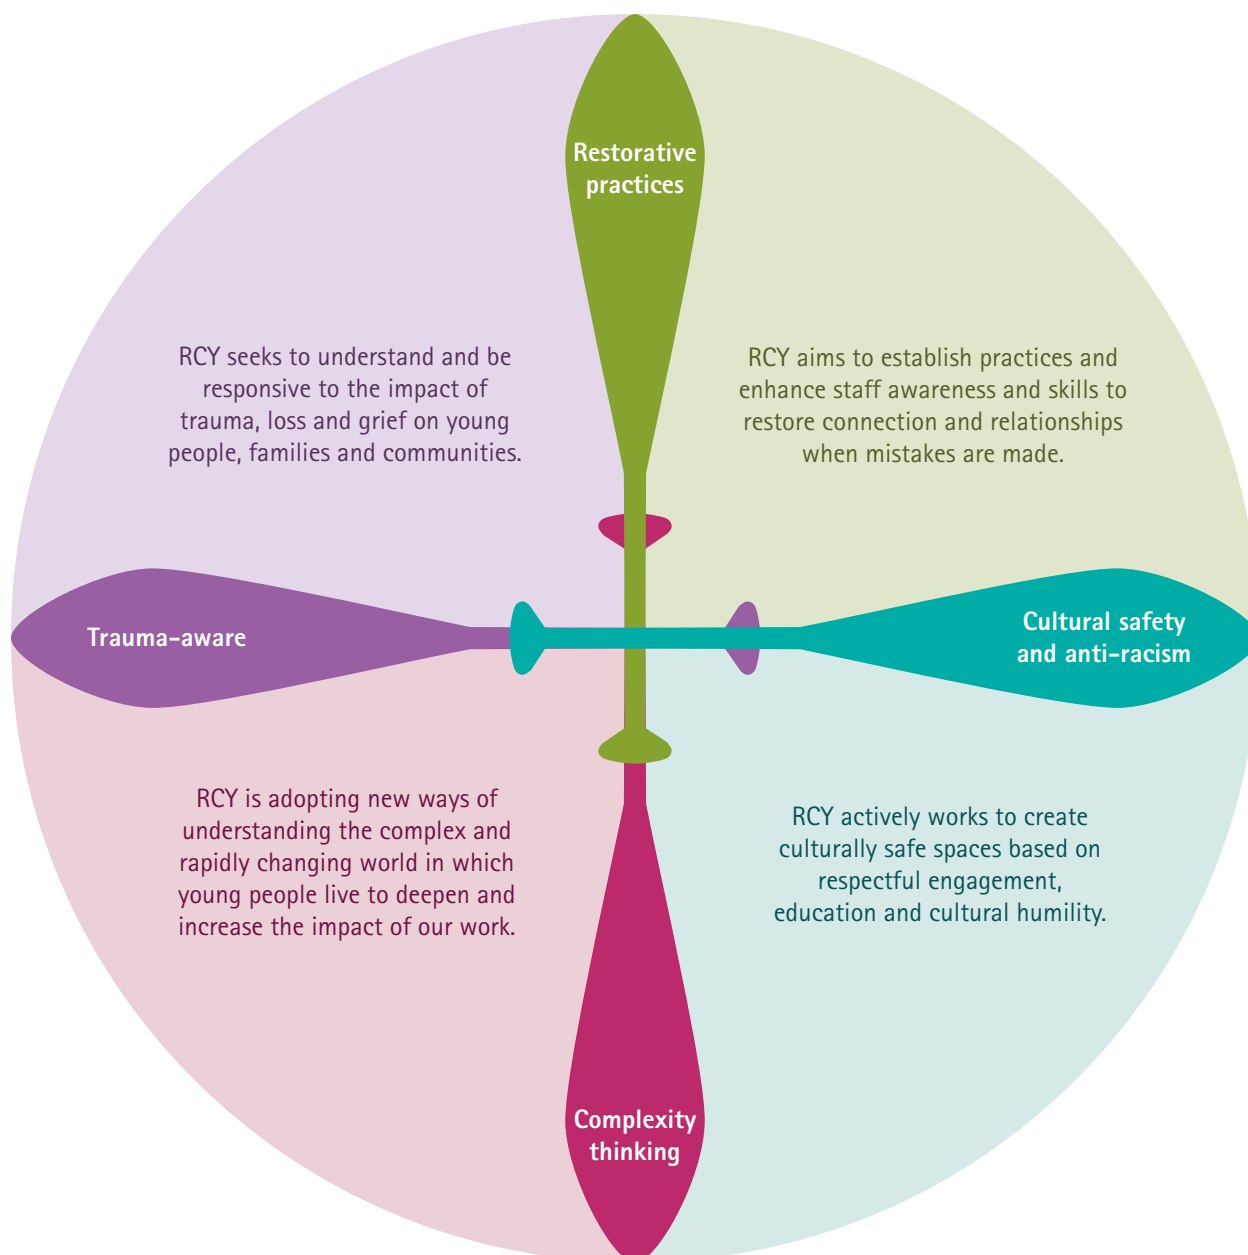 Restorative
practices
RCY seeks to understand and be
responsive to the impact of
trauma, loss and grief on young
people, families and communities.
RCY aims to establish practices and
enhance staff awareness and skills to
restore connection and relationships
when mistakes are made.
Trauma-aware
Cultural safety
and anti-racism
RCY is adopting new ways of
understanding the complex and
rapidly changing world in which
young people live to deepen and
increase the impact of our work.
RCY actively works to create
culturally safe spaces based on
respectful engagement,
education and cultural humility.
Complexity
thinking